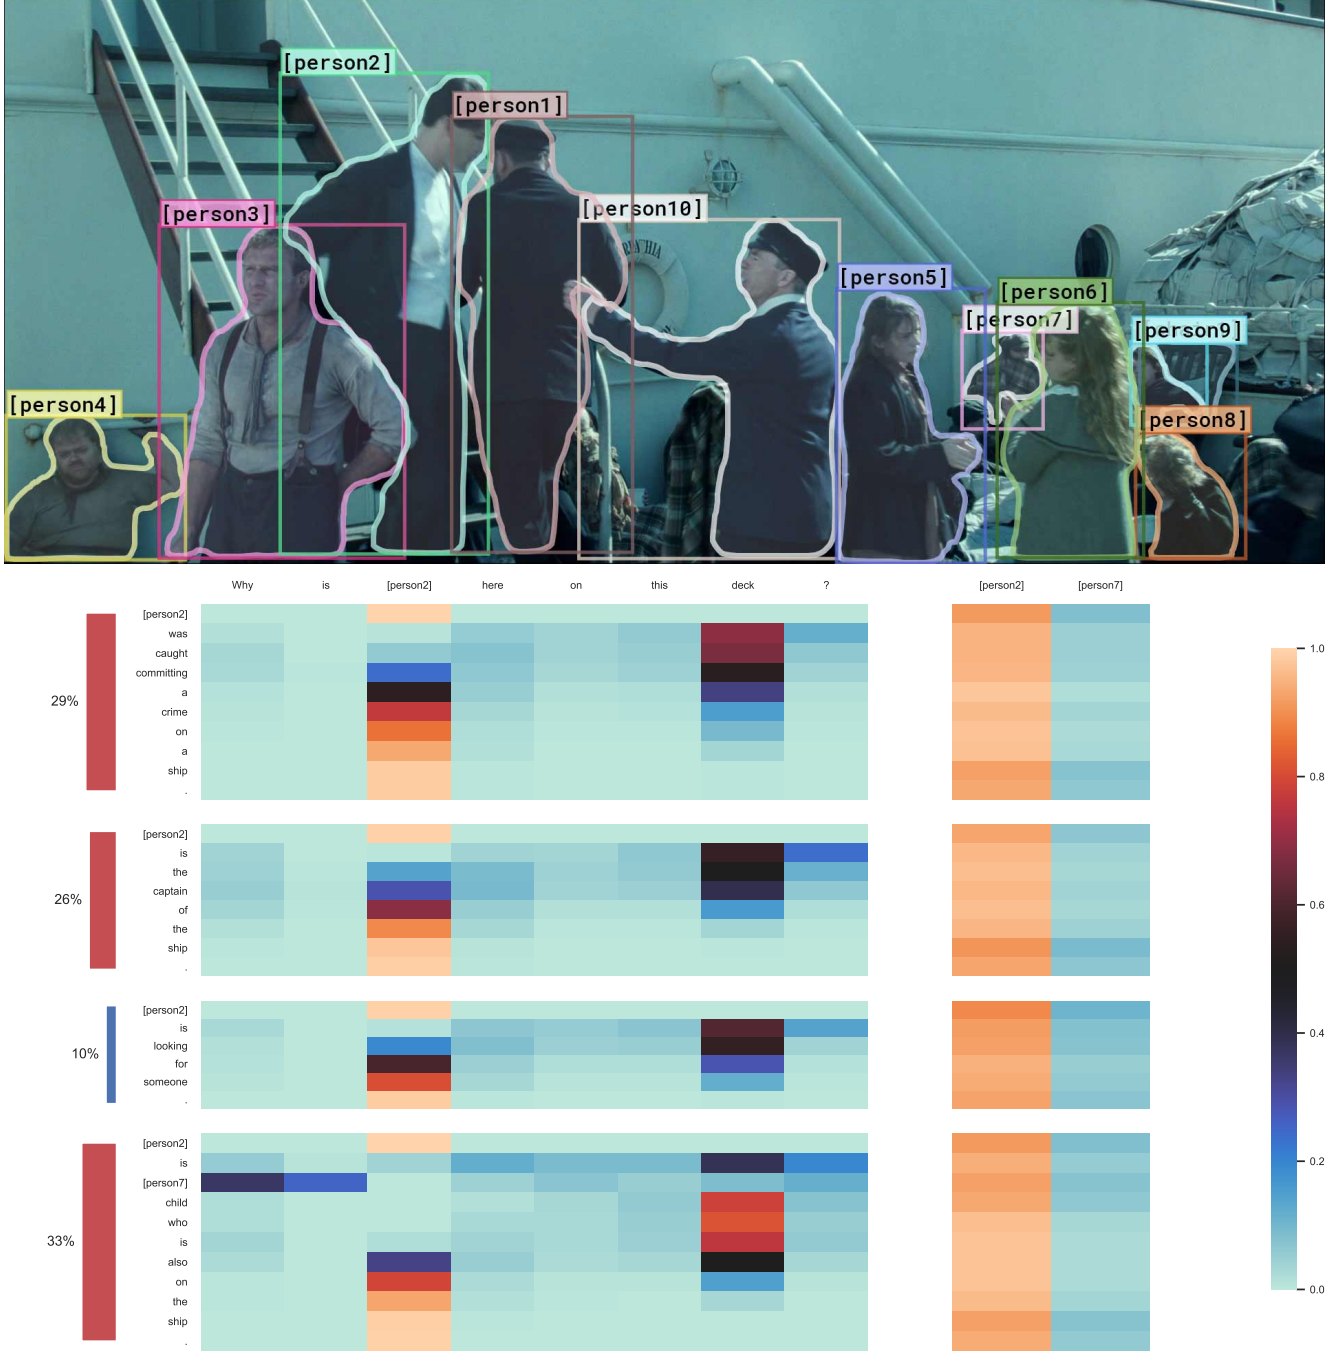 [person2]
[person1]
[person3]
[person10]
[person5]
[person6]
[person7]
[person9]
[person4]
[person8]
Why is [person2] here on this deck ?
[person2] [person7]
29%
[person2]
was
caught
committing
a
crime
on
a
ship
.
26%
[person2]
is
the
captain
of
the
ship
.
10%
[person2]
is
looking
for
someone
.
33%
[person2]
is
[person7]
child
who
is
also
on
the
ship
.
1.0
0.8
0.6
0.4
0.2
0.0